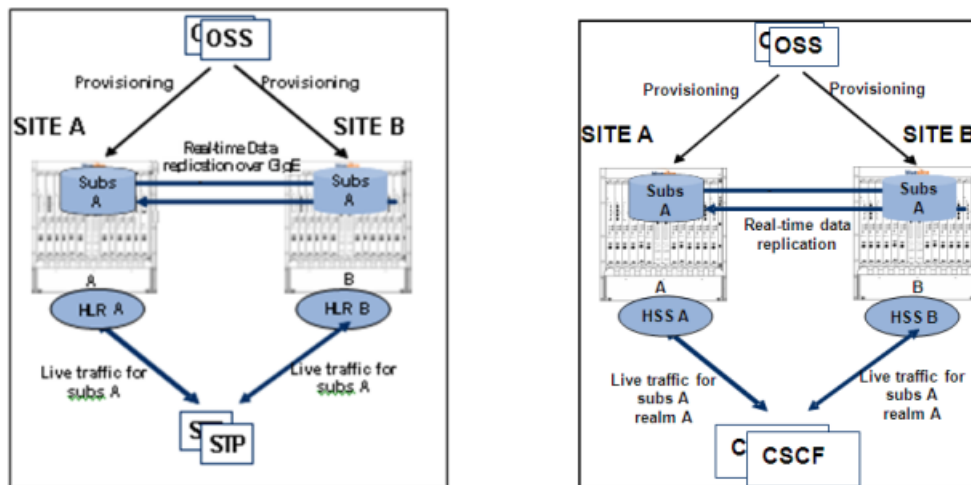 OSS
Provisioning
Provisioning
SITE A
SITE B
Real-time Data
replication over GigE
Subs
A
Subs
A
A
B
HLR A
HLR B
Live traffic for
subs A
Live traffic for
subs A
STP
OSS
Provisioning
Provisioning
SITE A
SITE B
Subs
A
Subs
A
Real-time data
replication
A
B
HSS A
HSS B
Live traffic for
subs A
realm A
Live traffic for
subs A
realm A
C
CSCF